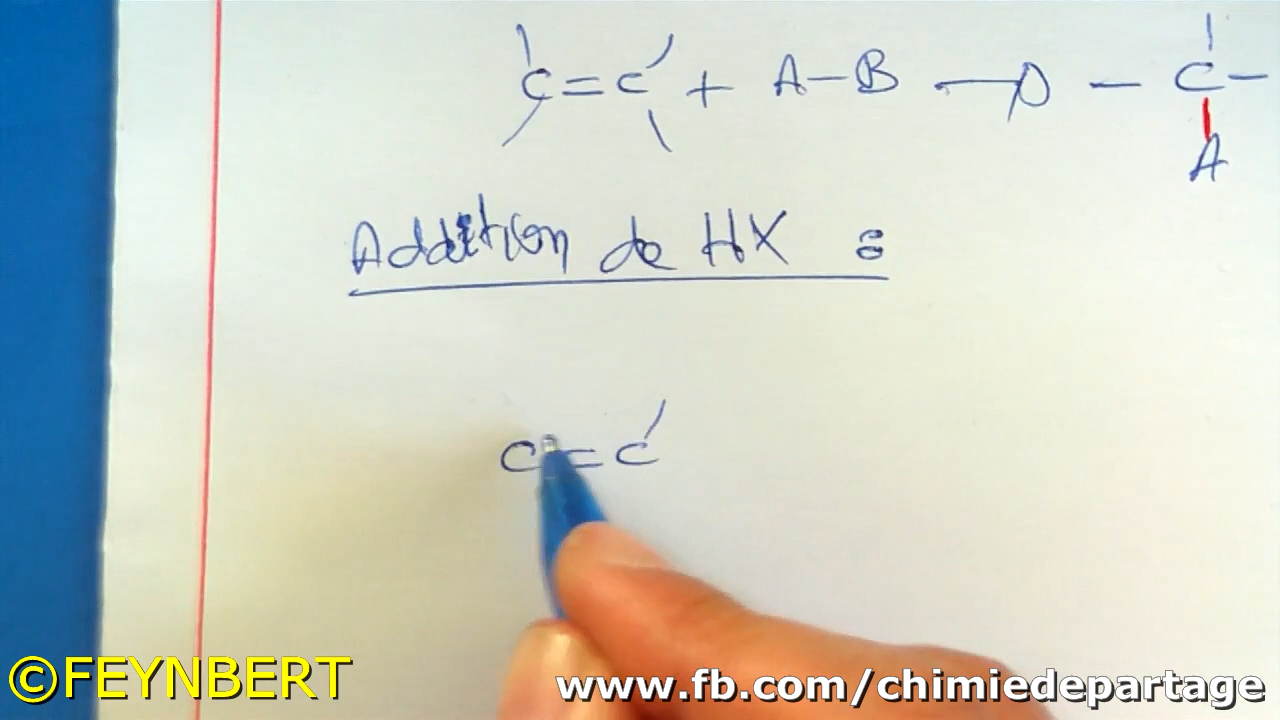 C=C + A-B → -C-
A
Addition de HX :
C=C
©FEYNBERT
www.fb.com/chimiedepartage